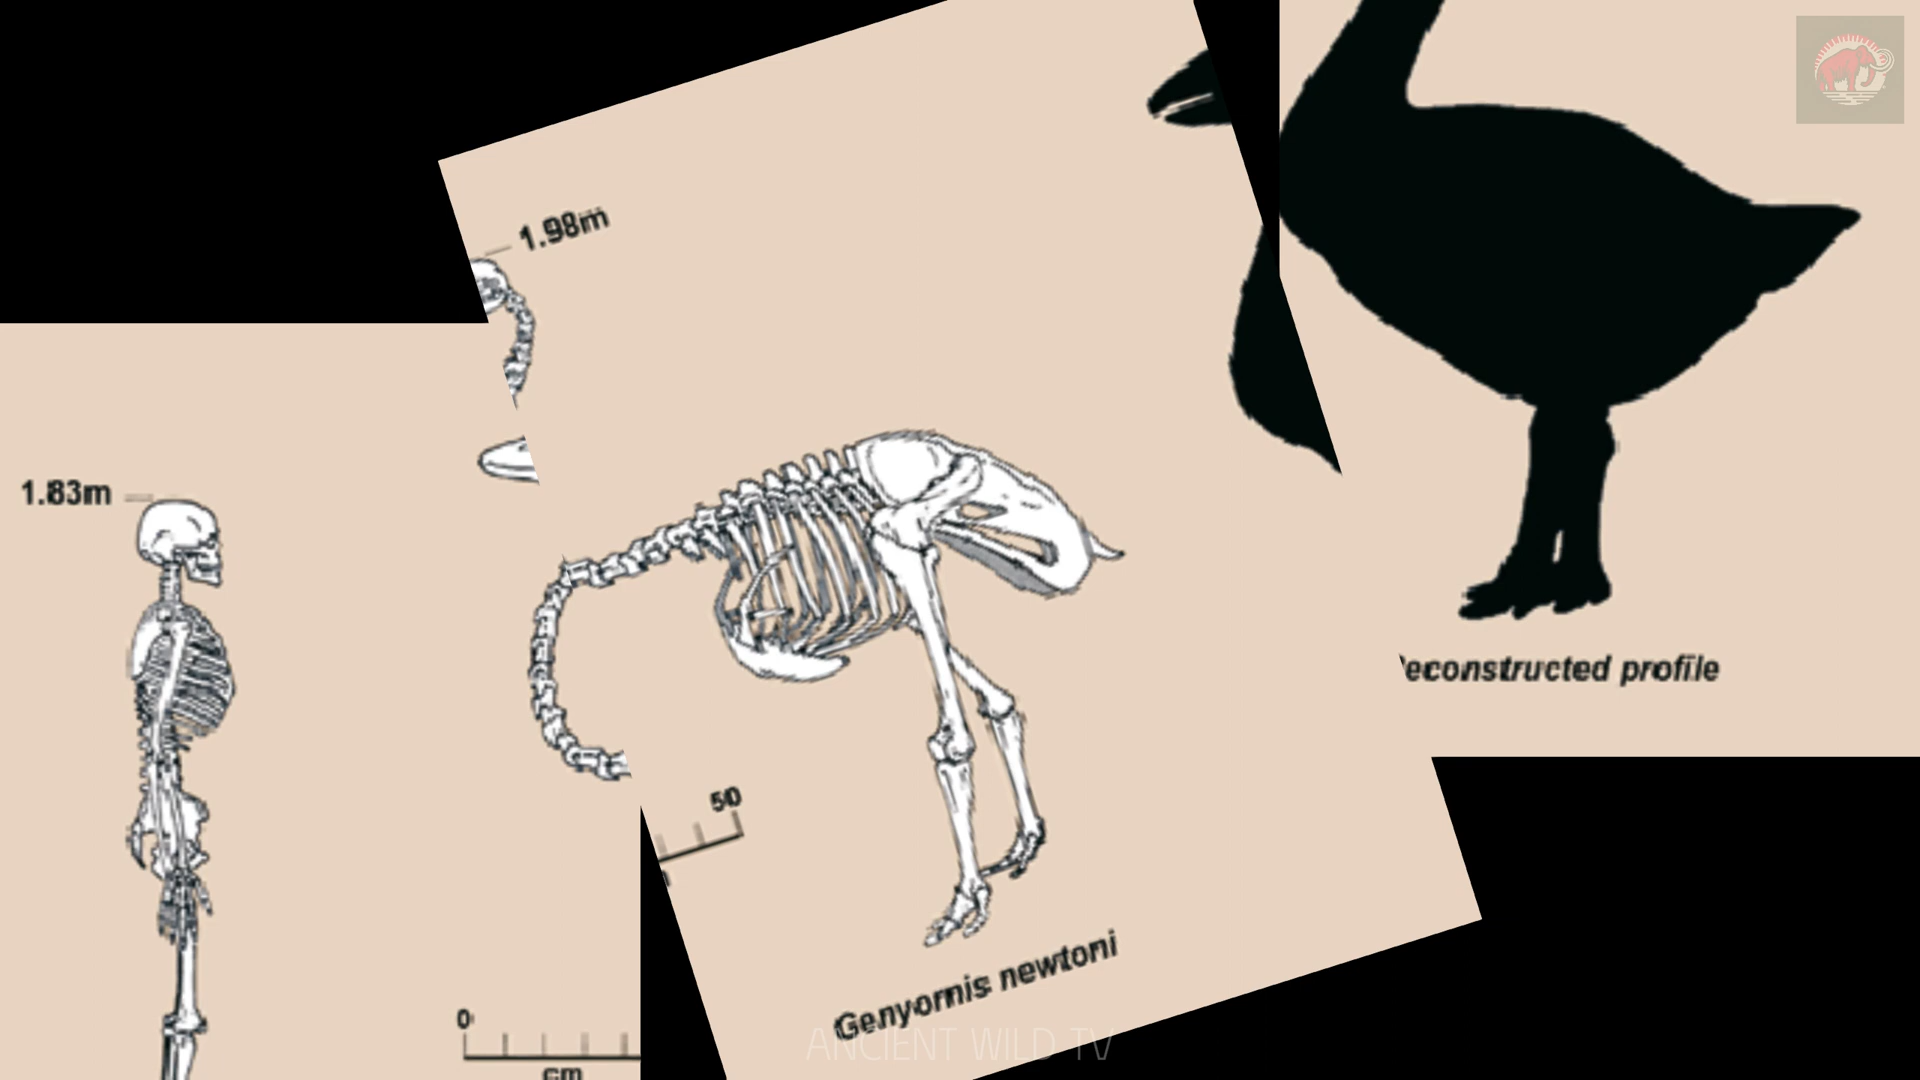 1.98m
1.83m
50
econstructed profile
Genyornis newtoni
0
cm
ANCIENT WILD TV